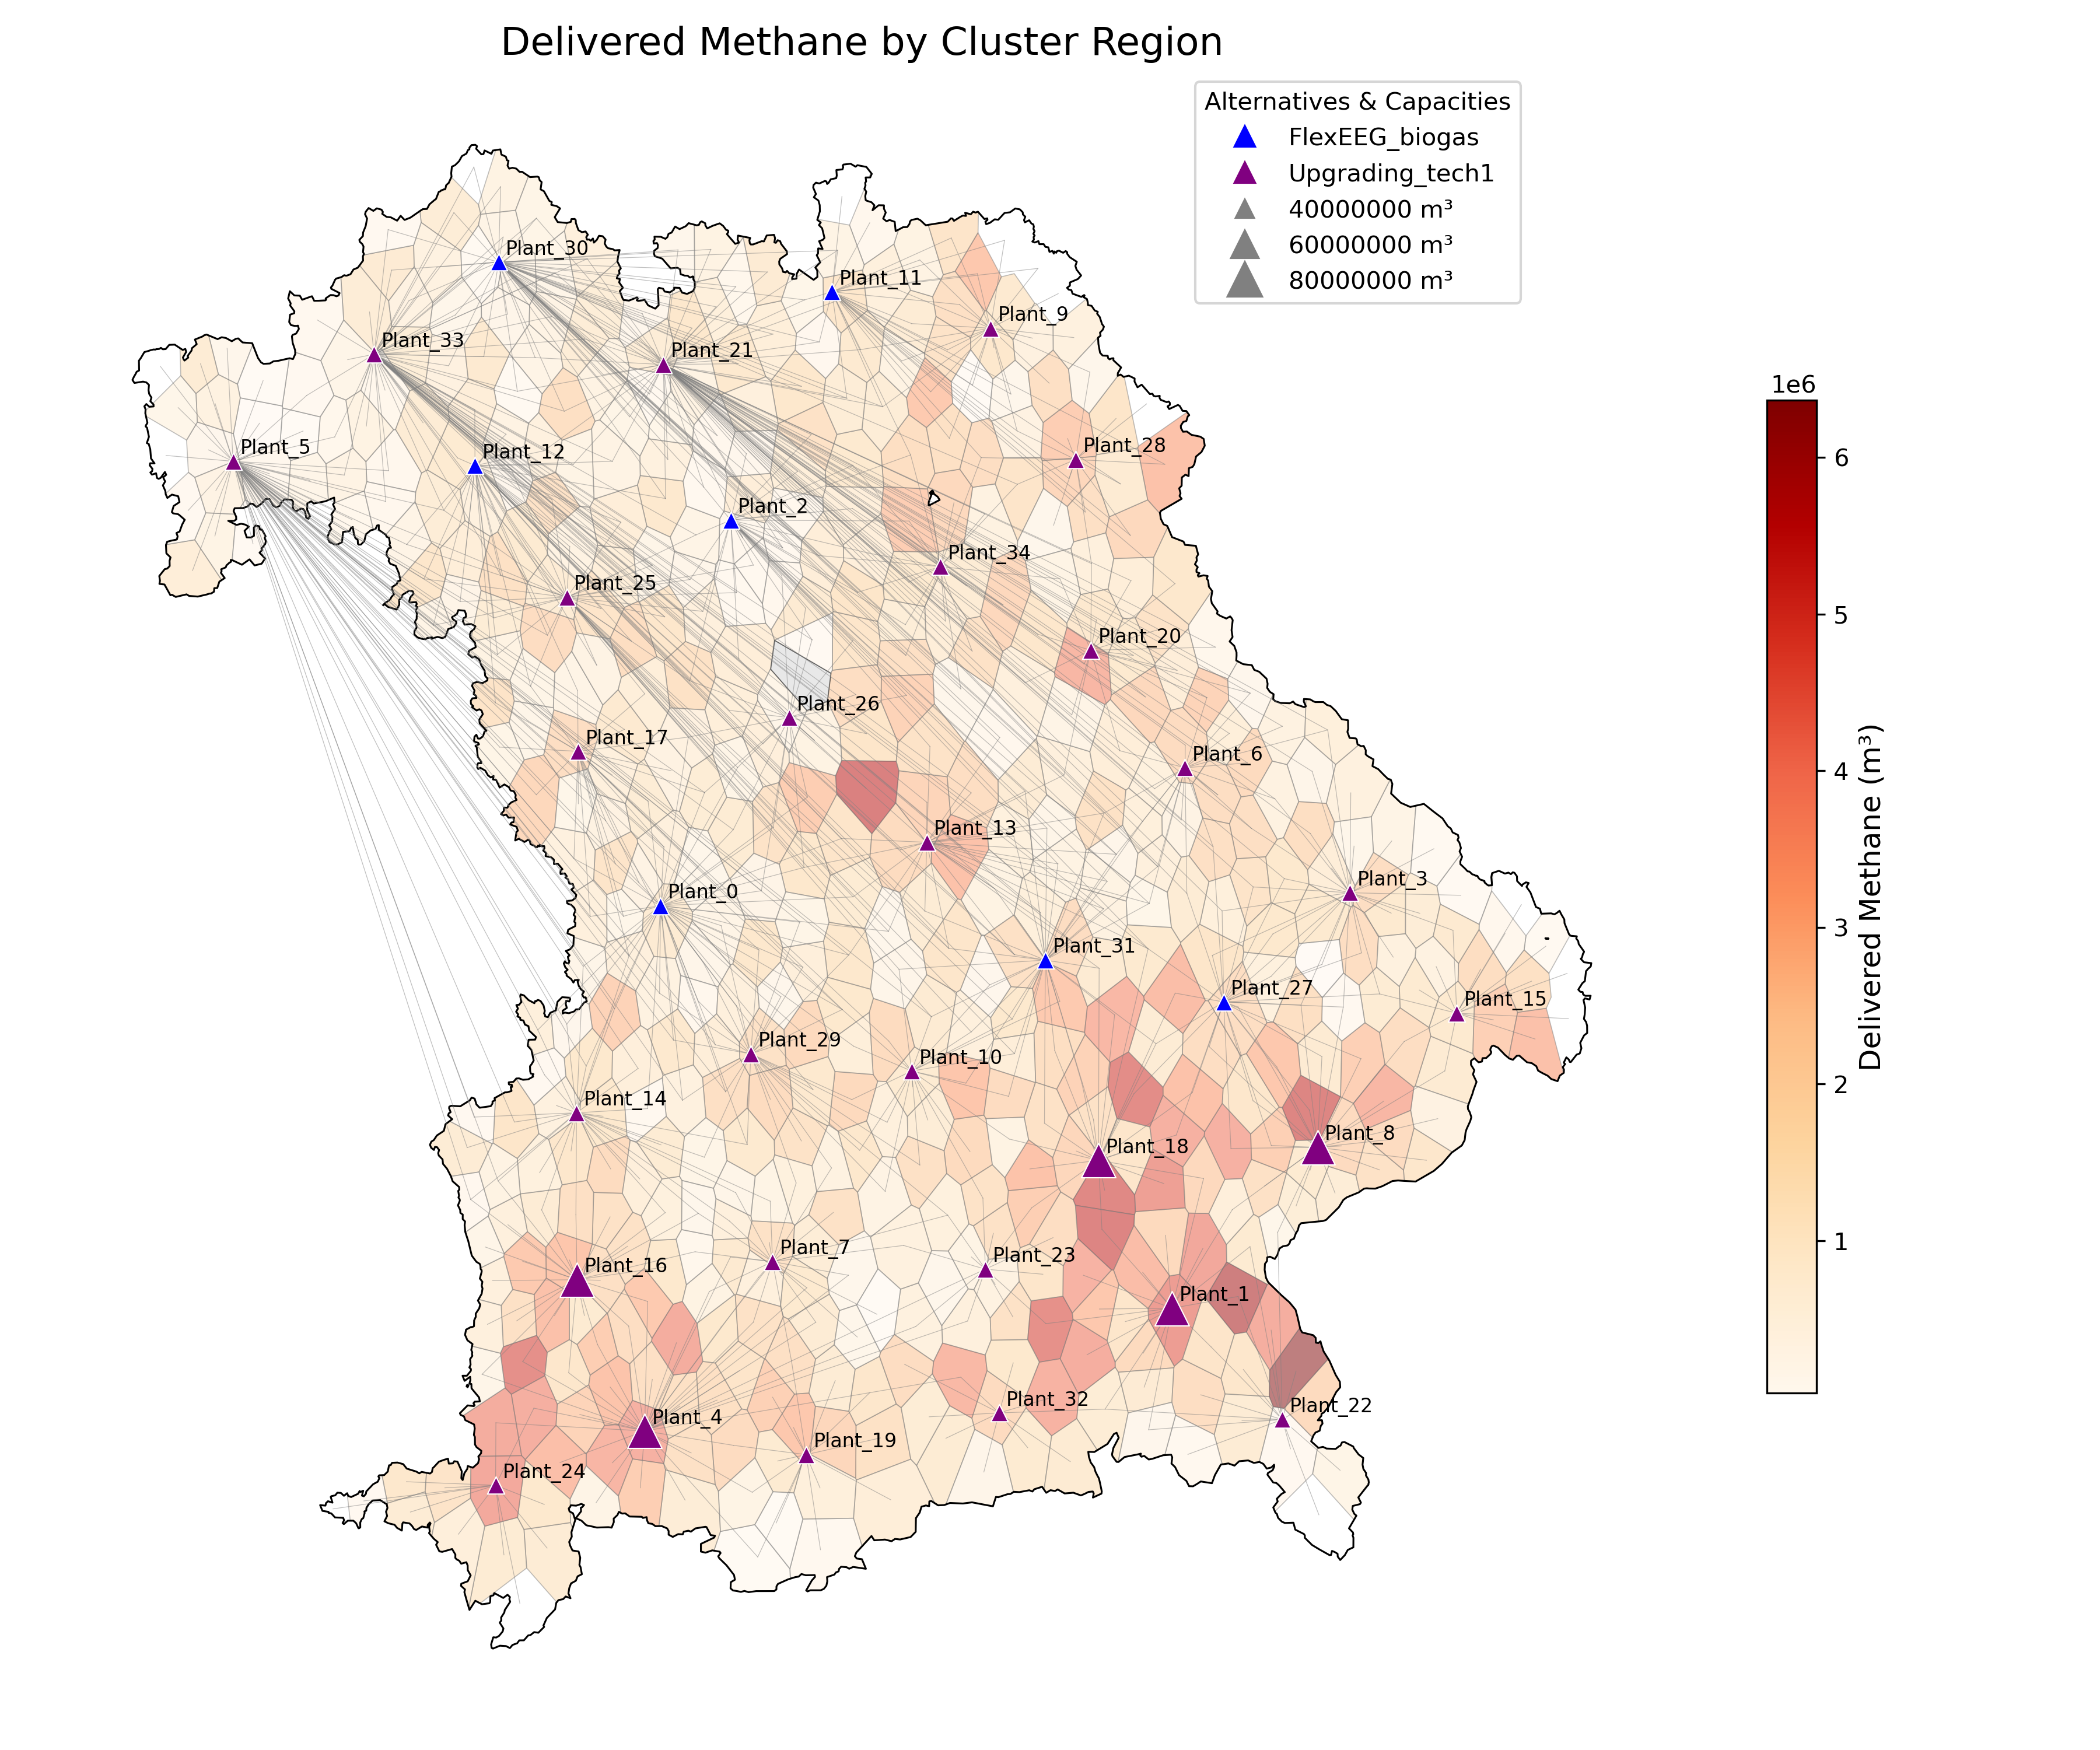 Delivered Methane by Cluster Region
Alternatives & Capacities
FlexEEG_biogas
Upgrading_tech1
40000000 m³
60000000 m³
80000000 m³
Plant_30
Plant_11
Plant_9
Plant_33
Plant_21
Plant_5
Plant_12
Plant_28
Plant_2
Plant_34
Plant_25
Plant_20
Plant_26
Plant_17
Plant_6
Plant_13
Plant_0
Plant_3
Plant_31
Plant_27
Plant_15
Plant_29
Plant_10
Plant_14
Plant_18
Plant_8
Plant_7
Plant_23
Plant_16
Plant_1
Plant_32
Plant_22
Plant_4
Plant_19
Plant_24
1e6
6
5
4
3
2
1
Delivered Methane (m³)